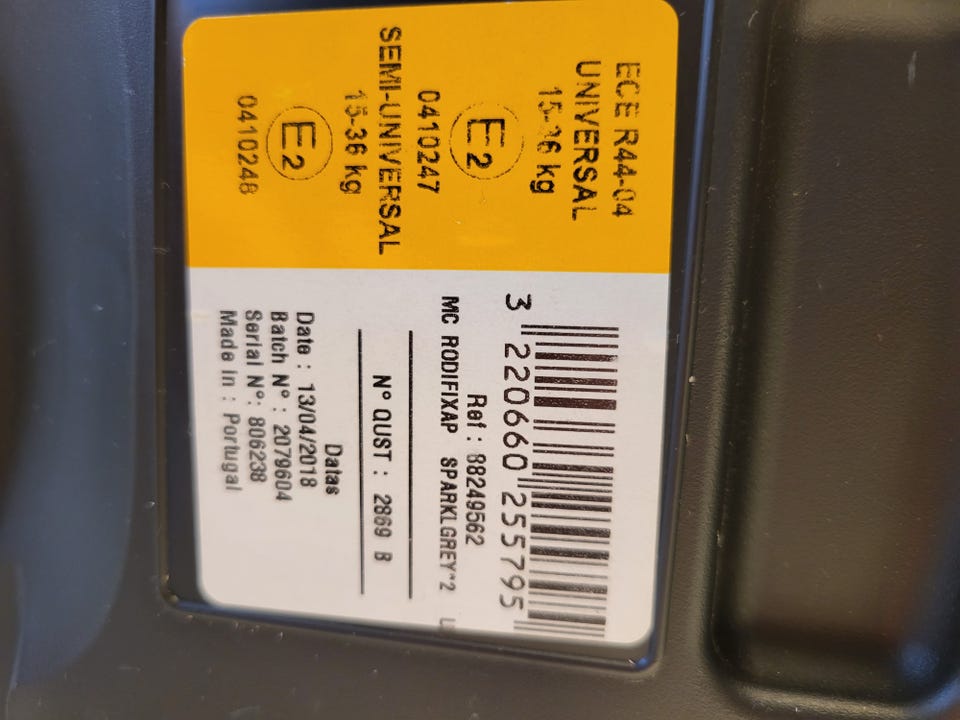 ECE R44-04
UNIVERSAL
15-36 kg
E2
0410247
SEMI-UNIVERSAL
15-36 kg
E2
0410248
3 220660 255795
Ref : 88249562
MC RODIFIXAP SPARKLGREY*2
N° QUST : 2869 B
Datas
Date : 13/04/2018
Batch N° : 2079604
Serial N°: 806238
Made in : Portugal